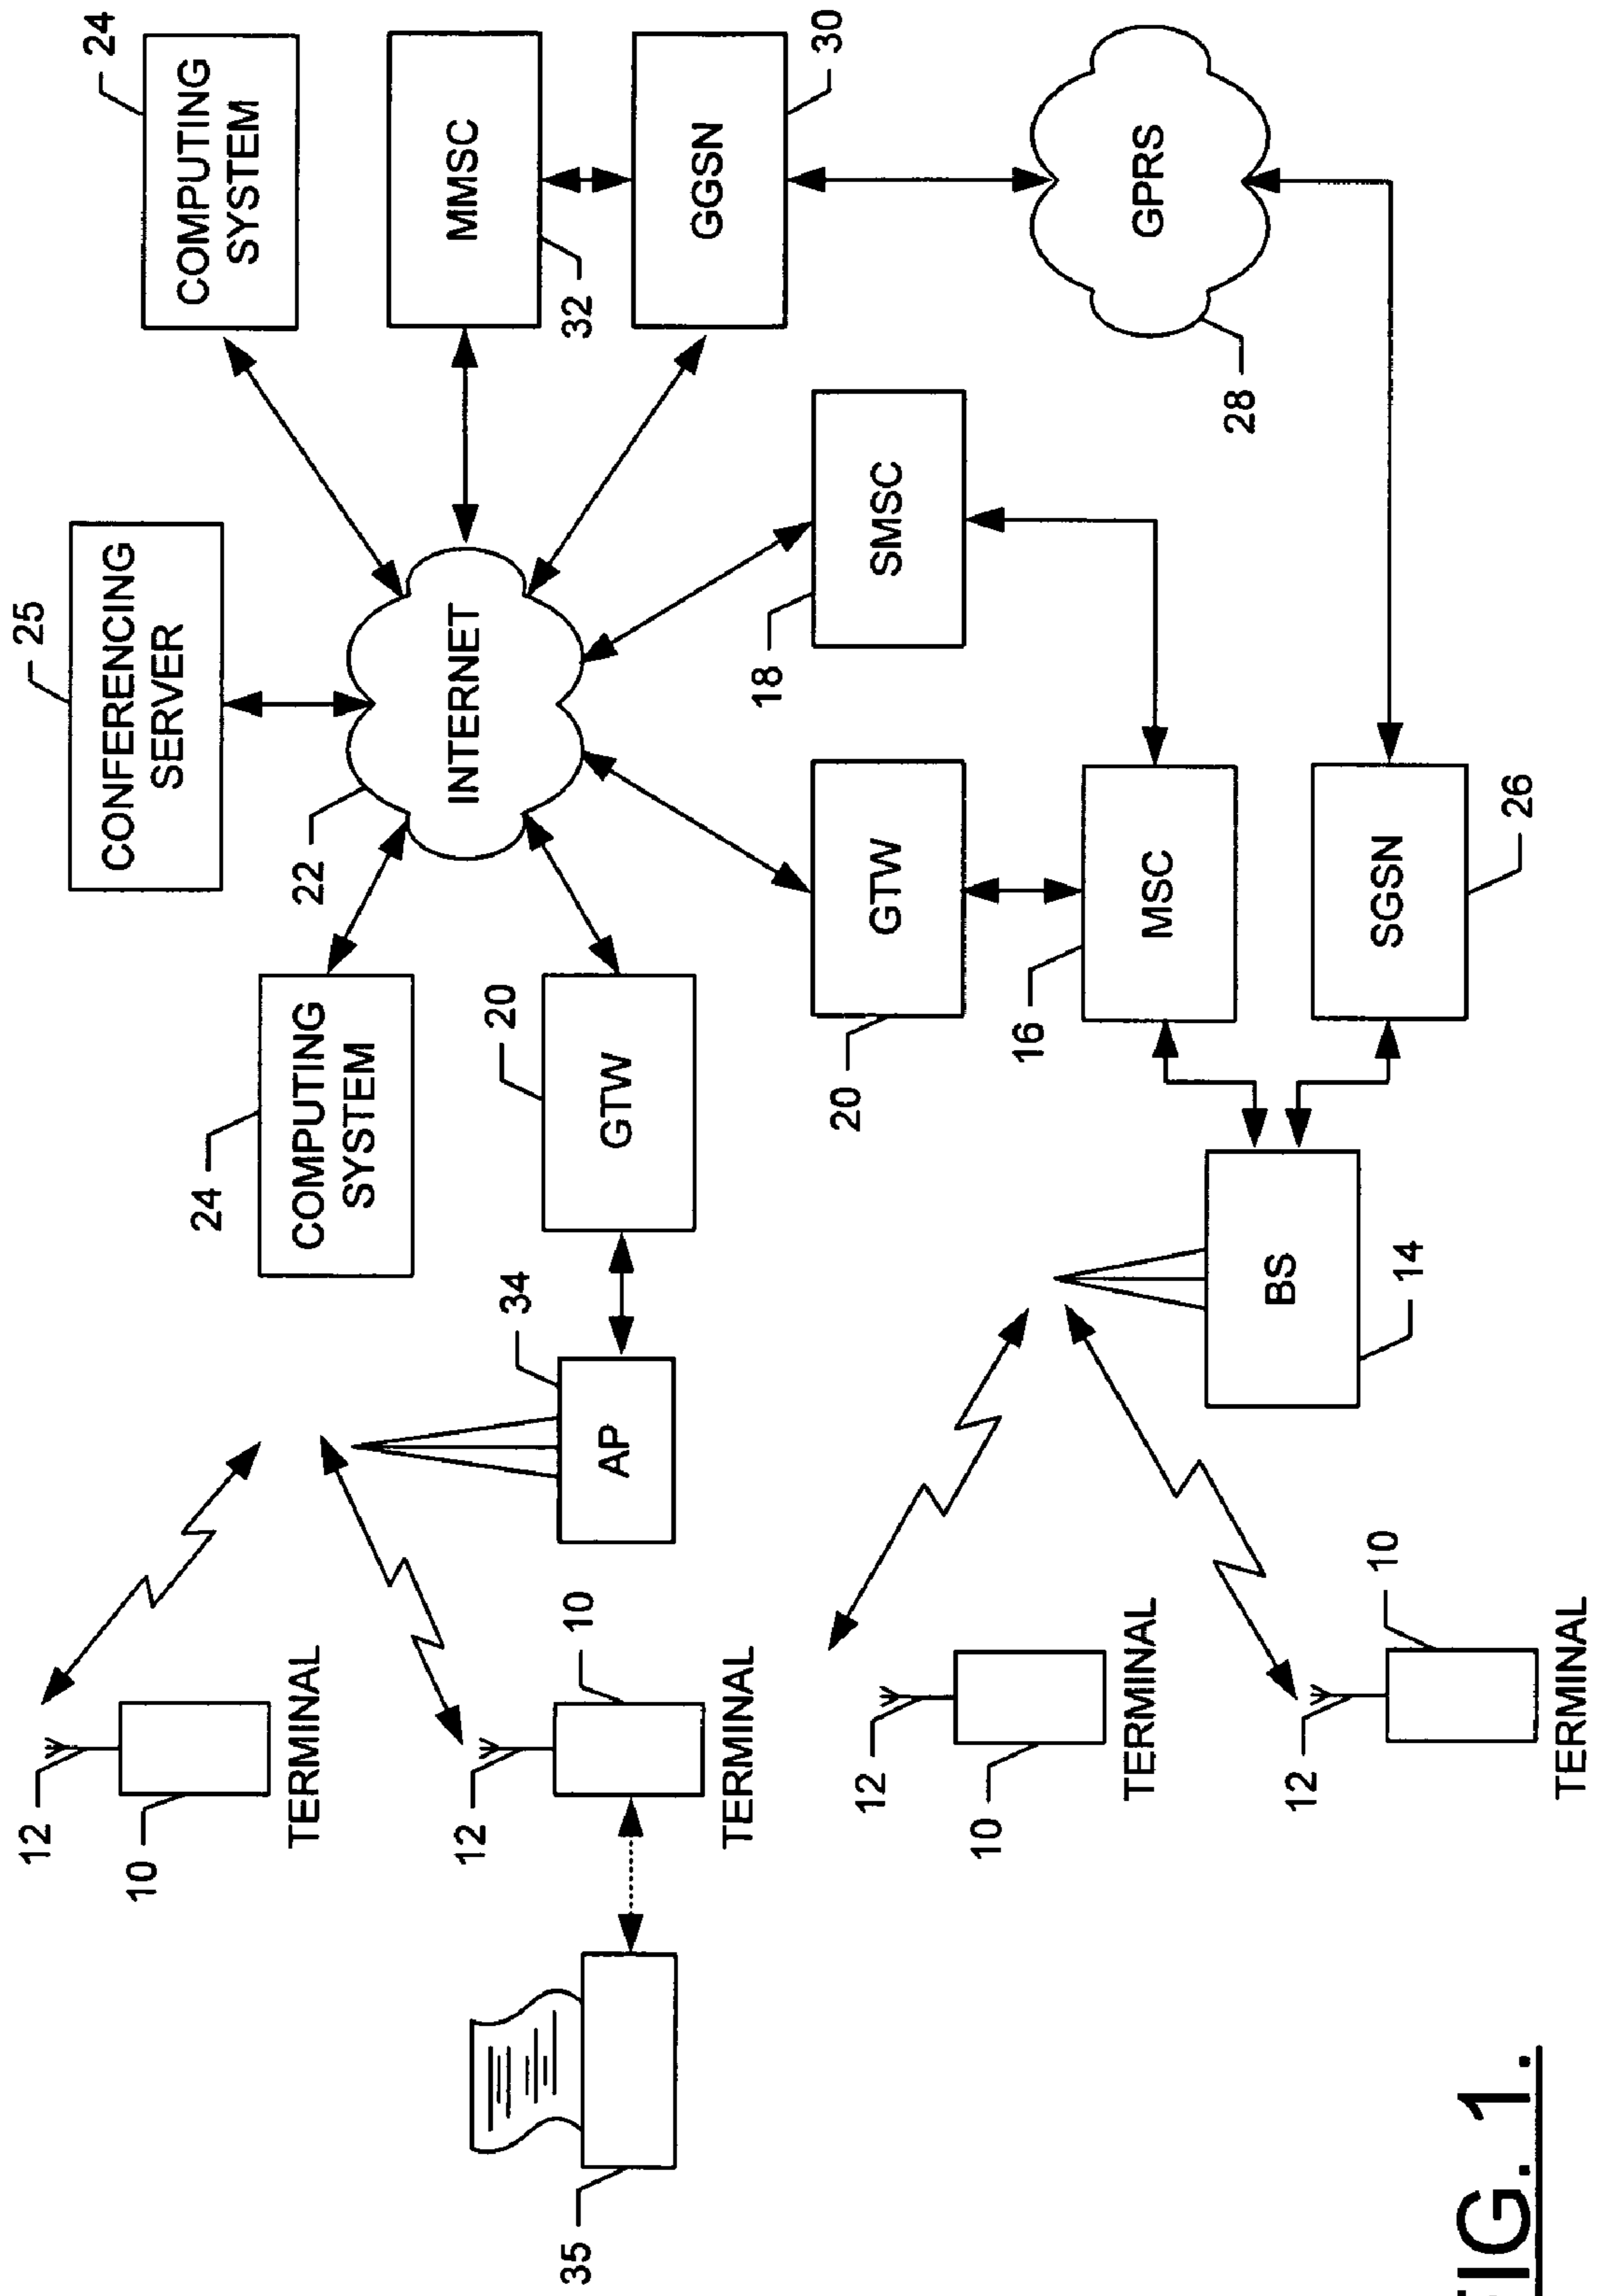 12
10
TERMINAL
35
12
10
TERMINAL
34
AP
24
COMPUTING
SYSTEM
20
GTW
25
CONFERENCING
SERVER
22
INTERNET
24
COMPUTING
SYSTEM
MMSC
32
GGSN
30
18
SMSC
20
GTW
16
MSC
GPRS
28
SGSN
26
BS
14
12
10
TERMINAL
12
10
TERMINAL
FIG. 1.